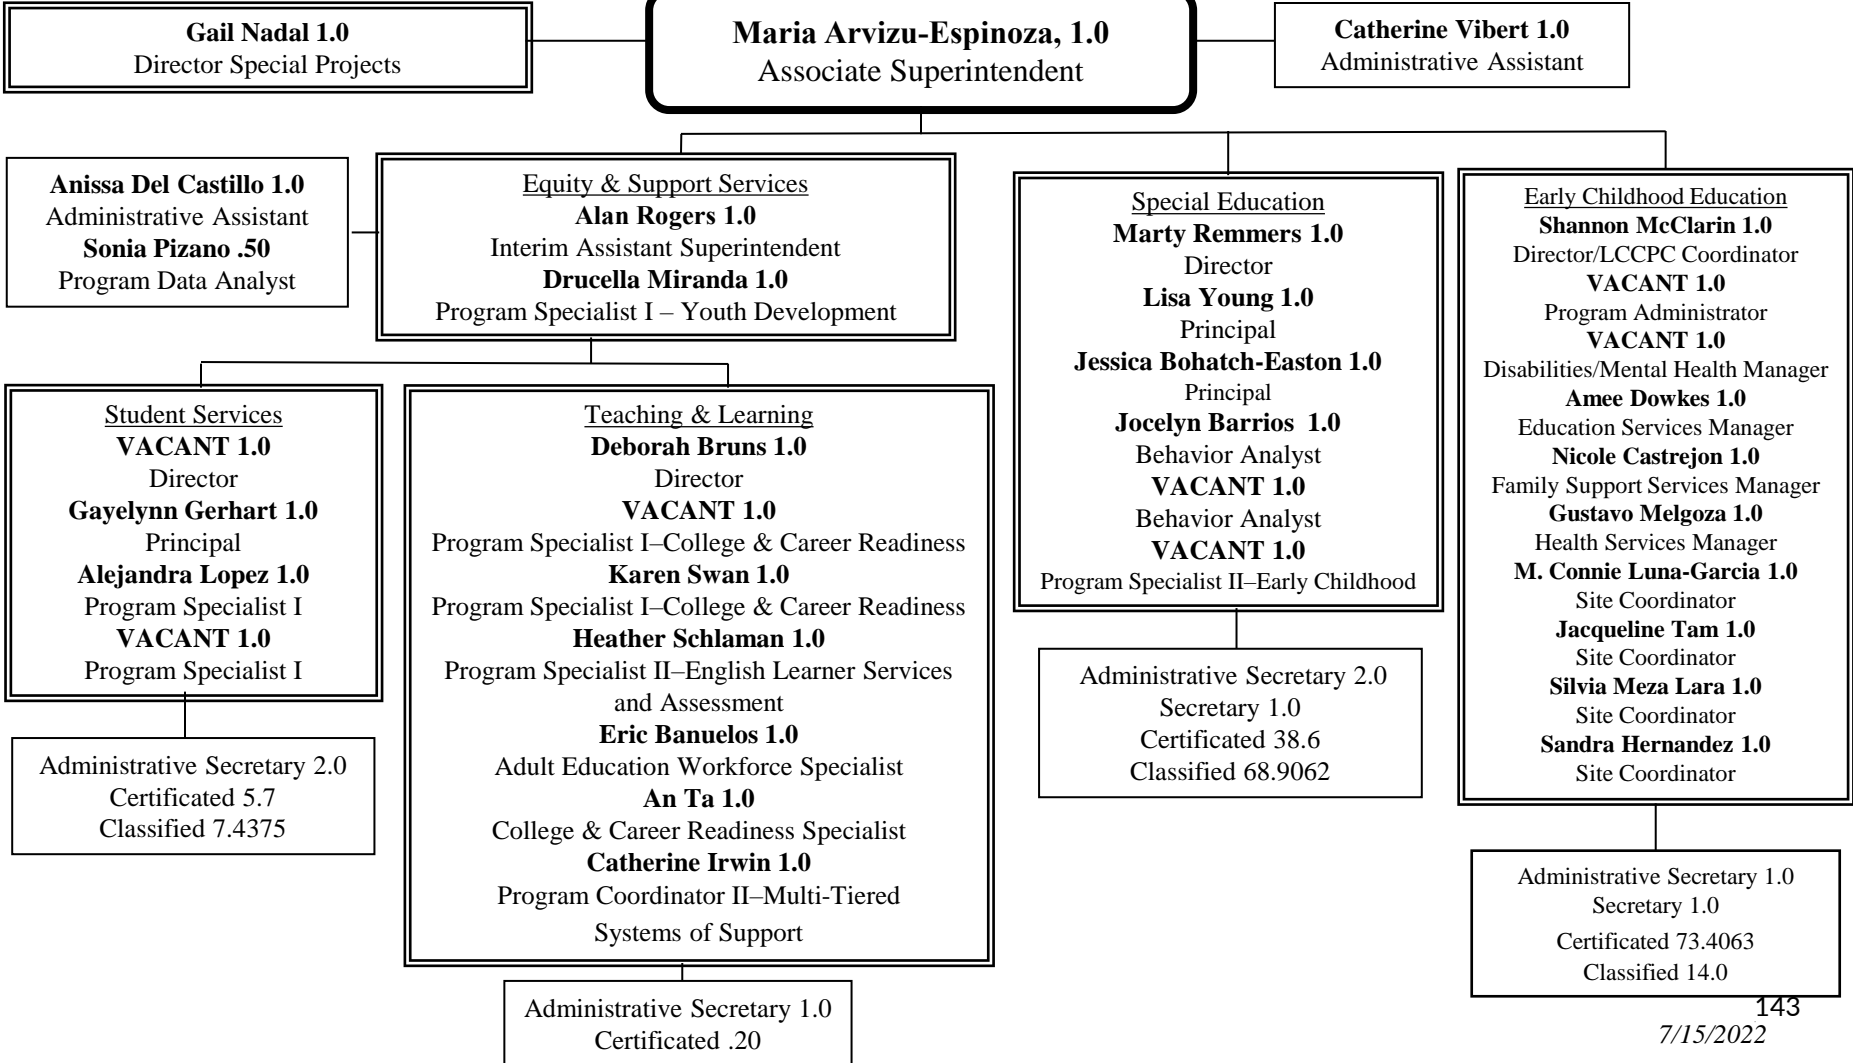 Gail Nadal 1.0
Director Special Projects
Maria Arvizu-Espinoza, 1.0
Associate Superintendent
Catherine Vibert 1.0
Administrative Assistant
Anissa Del Castillo 1.0
Administrative Assistant
Sonia Pizano .50
Program Data Analyst
Equity & Support Services
Alan Rogers 1.0
Interim Assistant Superintendent
Drucella Miranda 1.0
Program Specialist I – Youth Development
Special Education
Marty Remmers 1.0
Director
Lisa Young 1.0
Principal
Jessica Bohatch-Easton 1.0
Principal
Jocelyn Barrios 1.0
Behavior Analyst
VACANT 1.0
Behavior Analyst
VACANT 1.0
Program Specialist II–Early Childhood
Early Childhood Education
Shannon McClarin 1.0
Director/LCCPC Coordinator
VACANT 1.0
Program Administrator
VACANT 1.0
Disabilities/Mental Health Manager
Amee Dowkes 1.0
Education Services Manager
Nicole Castrejon 1.0
Family Support Services Manager
Gustavo Melgoza 1.0
Health Services Manager
M. Connie Luna-Garcia 1.0
Site Coordinator
Jacqueline Tam 1.0
Site Coordinator
Silvia Meza Lara 1.0
Site Coordinator
Sandra Hernandez 1.0
Site Coordinator
Student Services
VACANT 1.0
Director
Gayelynn Gerhart 1.0
Principal
Alejandra Lopez 1.0
Program Specialist I
VACANT 1.0
Program Specialist I
Teaching & Learning
Deborah Bruns 1.0
Director
VACANT 1.0
Program Specialist I–College & Career Readiness
Karen Swan 1.0
Program Specialist I–College & Career Readiness
Heather Schlaman 1.0
Program Specialist II–English Learner Services
and Assessment
Eric Banuelos 1.0
Adult Education Workforce Specialist
An Ta 1.0
College & Career Readiness Specialist
Catherine Irwin 1.0
Program Coordinator II–Multi-Tiered
Systems of Support
Administrative Secretary 2.0
Certificated 5.7
Classified 7.4375
Administrative Secretary 1.0
Certificated .20
Administrative Secretary 2.0
Secretary 1.0
Certificated 38.6
Classified 68.9062
Administrative Secretary 1.0
Secretary 1.0
Certificated 73.4063
Classified 14.0
143
7/15/2022